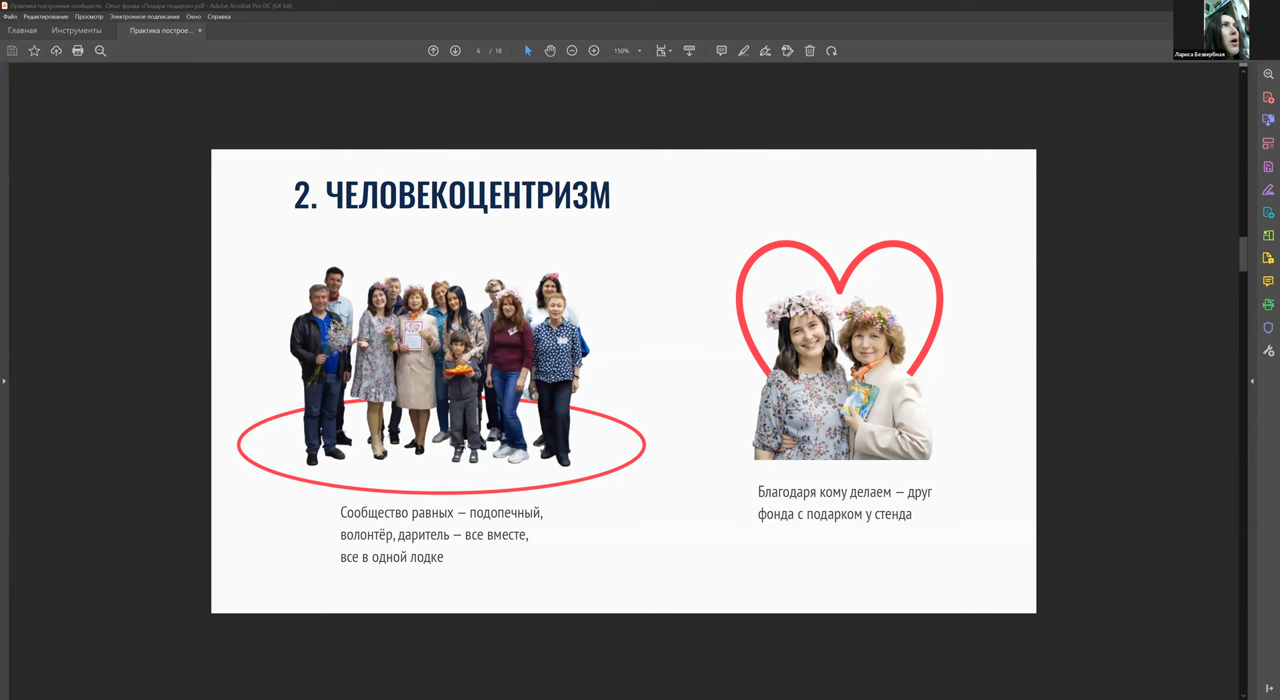 Практика построения сообществ. Опыт фонда «Подари подарок».pdf - Adobe Acrobat Pro DC (64-bit)
Файл Редактирование Просмотр Электронное подписание Окно Справка
Главная Инструменты Практика построе... ×
6 / 18 150%
Лариса Безвербная
2. ЧЕЛОВЕКОЦЕНТРИЗМ
Сообщество равных — подопечный,
волонтёр, даритель — все вместе,
все в одной лодке
Благодаря кому делаем — друг
фонда с подарком у стенда